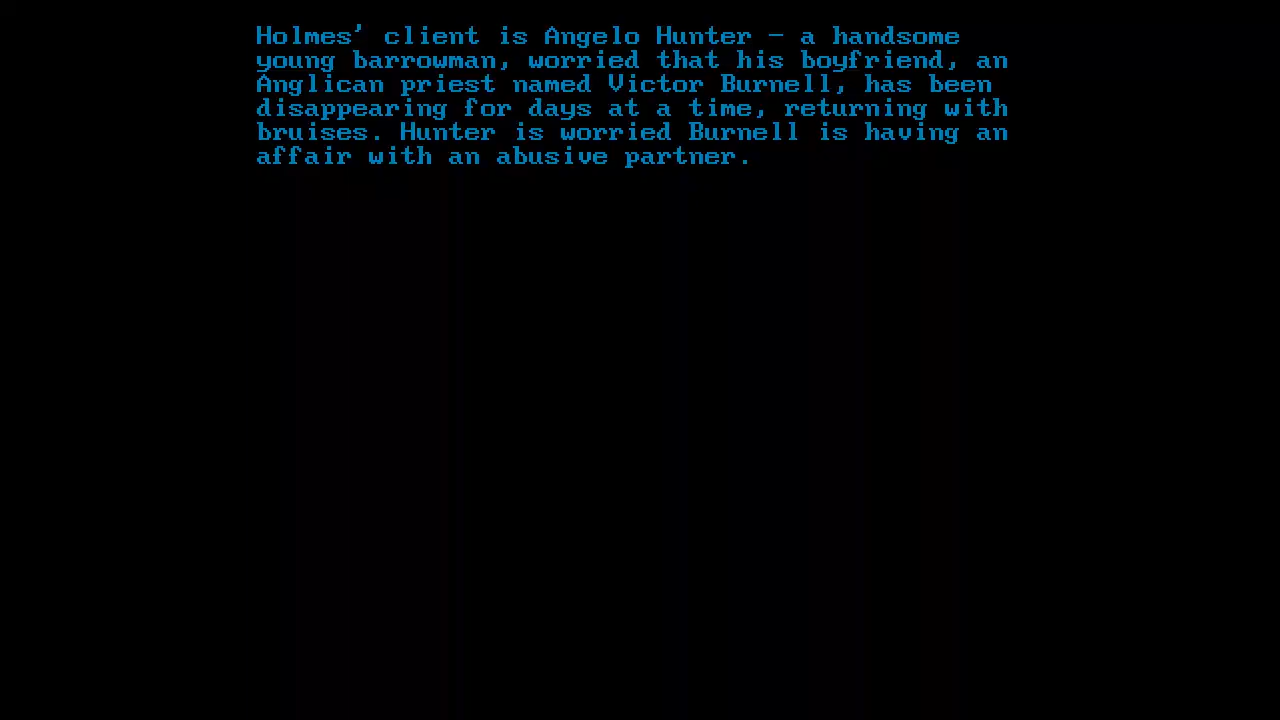 Holmes’ client is Angelo Hunter – a handsome
young barrowman, worried that his boyfriend, an
Anglican priest named Victor Burnell, has been
disappearing for days at a time, returning with
bruises. Hunter is worried Burnell is having an
affair with an abusive partner.